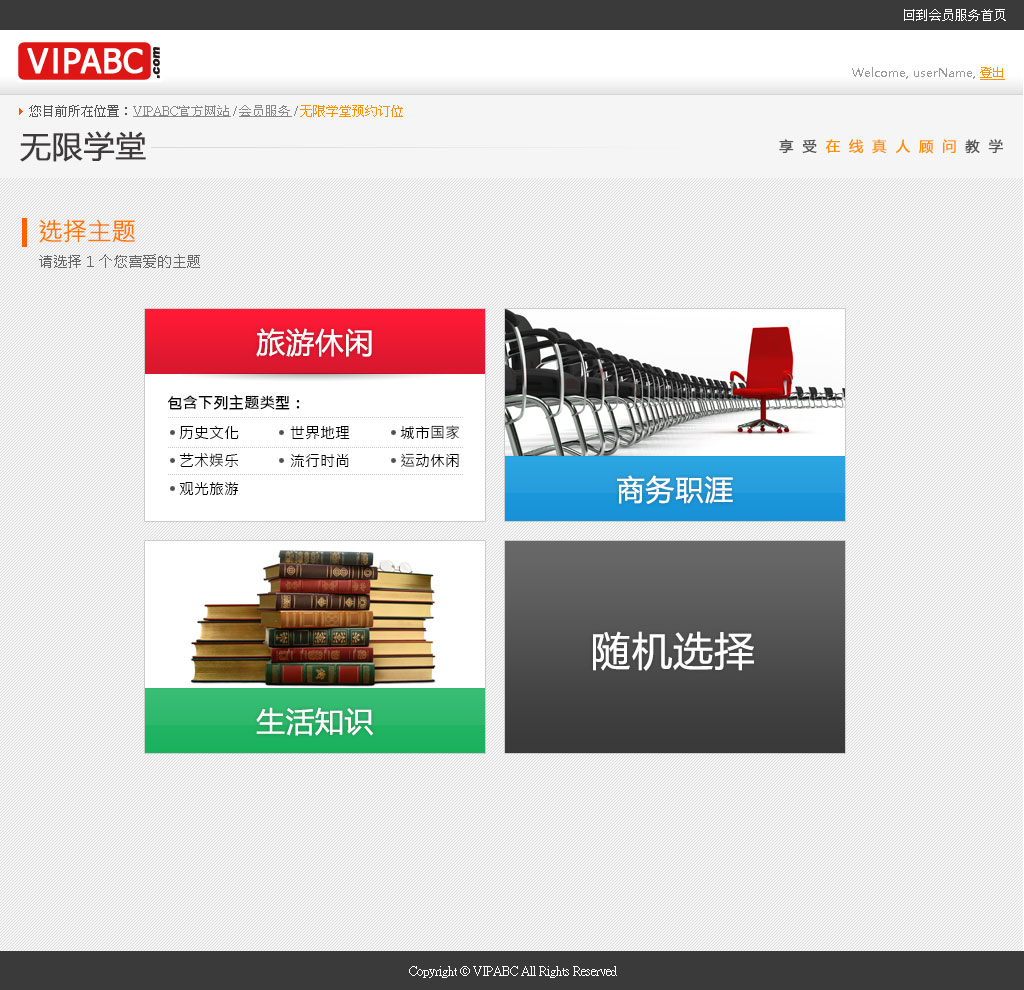 回到会员服务首页
VIPABC.com
Welcome, userName, 登出
您目前所在位置：VIPABC官方网站/会员服务/无限学堂预约订位
无限学堂
享受在线真人顾问教学
选择主题
请选择 1 个您喜爱的主题
旅游休闲
包含下列主题类型：
•历史文化 •世界地理 •城市国家
•艺术娱乐 •流行时尚 •运动休闲
•观光旅游
商务职涯
生活知识
随机选择
Copyright © VIPABC All Rights Reserved